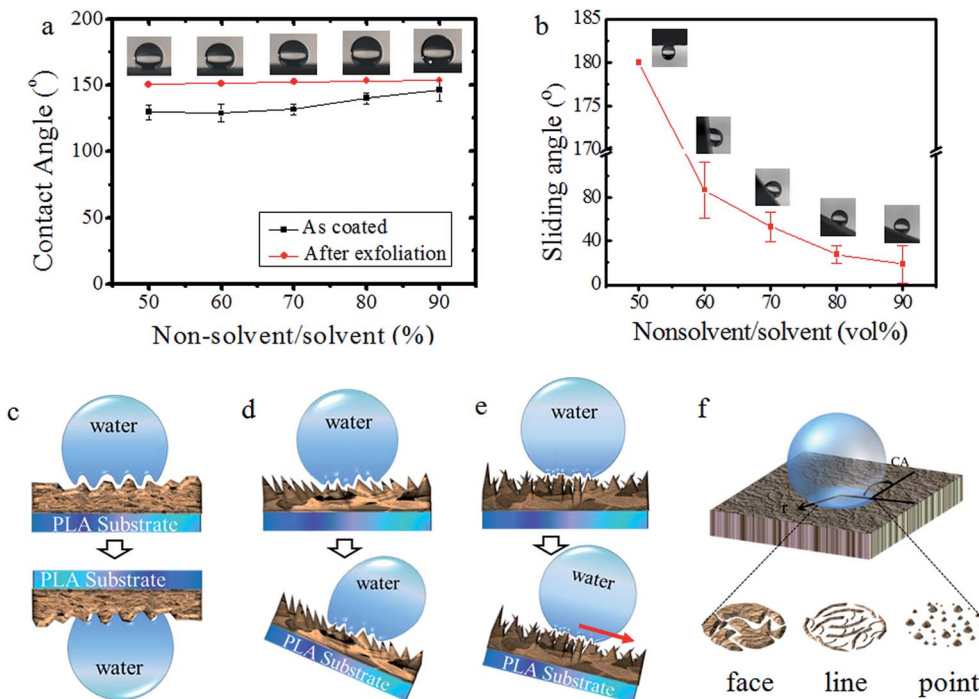 a
200
150
100
50
0
Contact Angle (°)
As coated
After exfoliation
50 60 70 80 90
Non-solvent/solvent (%)
b
185
180
175
170
80
40
0
Sliding angle (°)
50 60 70 80 90
Nonsolvent/solvent (vol%)
c
water
PLA Substrate
PLA Substrate
water
d
water
water
PLA Substrate
e
water
water
PLA Substrate
f
CA
r
face line point